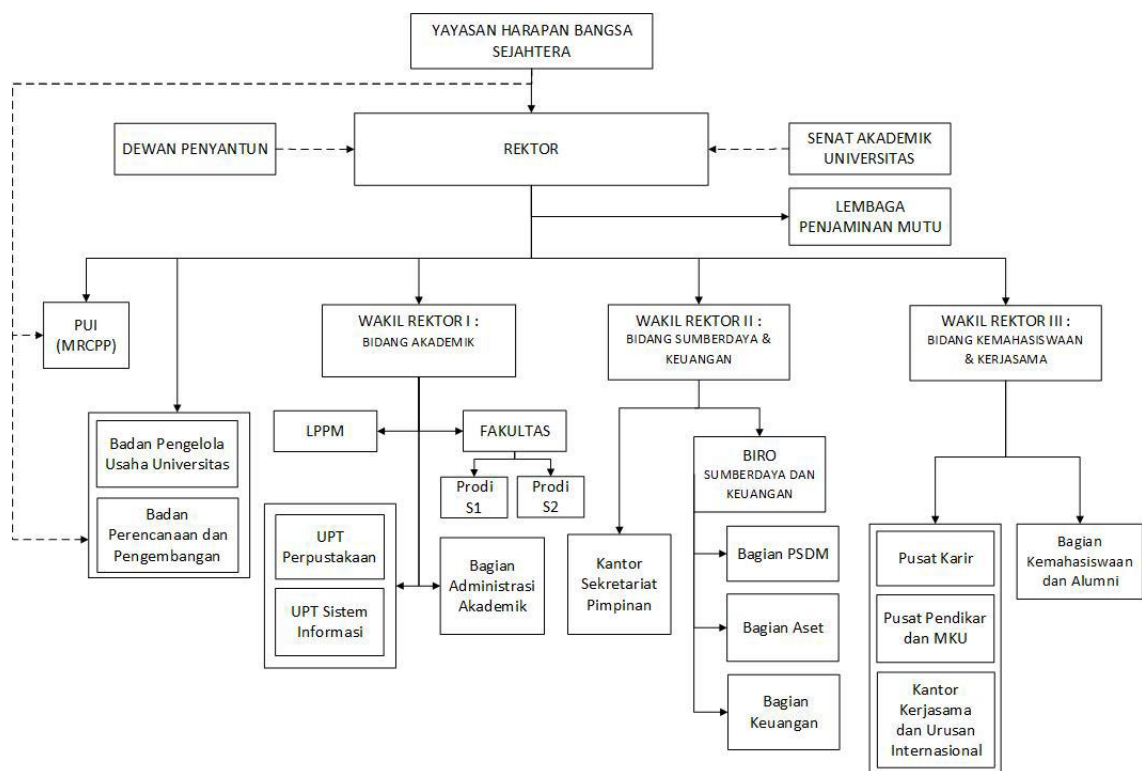 YAYASAN HARAPAN BANGSA
SEJAHTERA
DEWAN PENYANTUN
REKTOR
SENAT AKADEMIK
UNIVERSITAS
LEMBAGA
PENJAMINAN MUTU
PUI
(MRCPP)
WAKIL REKTOR I :
BIDANG AKADEMIK
WAKIL REKTOR II :
BIDANG SUMBERDAYA &
KEUANGAN
WAKIL REKTOR III :
BIDANG KEMAHASISWAAN
& KERJASAMA
Badan Pengelola
Usaha Universitas
Badan
Perencanaan dan
Pengembangan
LPPM
FAKULTAS
Prodi
S1
Prodi
S2
UPT
Perpustakaan
UPT Sistem
Informasi
Bagian
Administrasi
Akademik
Kantor
Sekretariat
Pimpinan
BIRO
SUMBERDAYA DAN
KEUANGAN
Bagian PSDM
Bagian Aset
Bagian
Keuangan
Pusat Karir
Pusat Pendikar
dan MKU
Kantor
Kerjasama
dan Urusan
Internasional
Bagian
Kemahasiswaan
dan Alumni